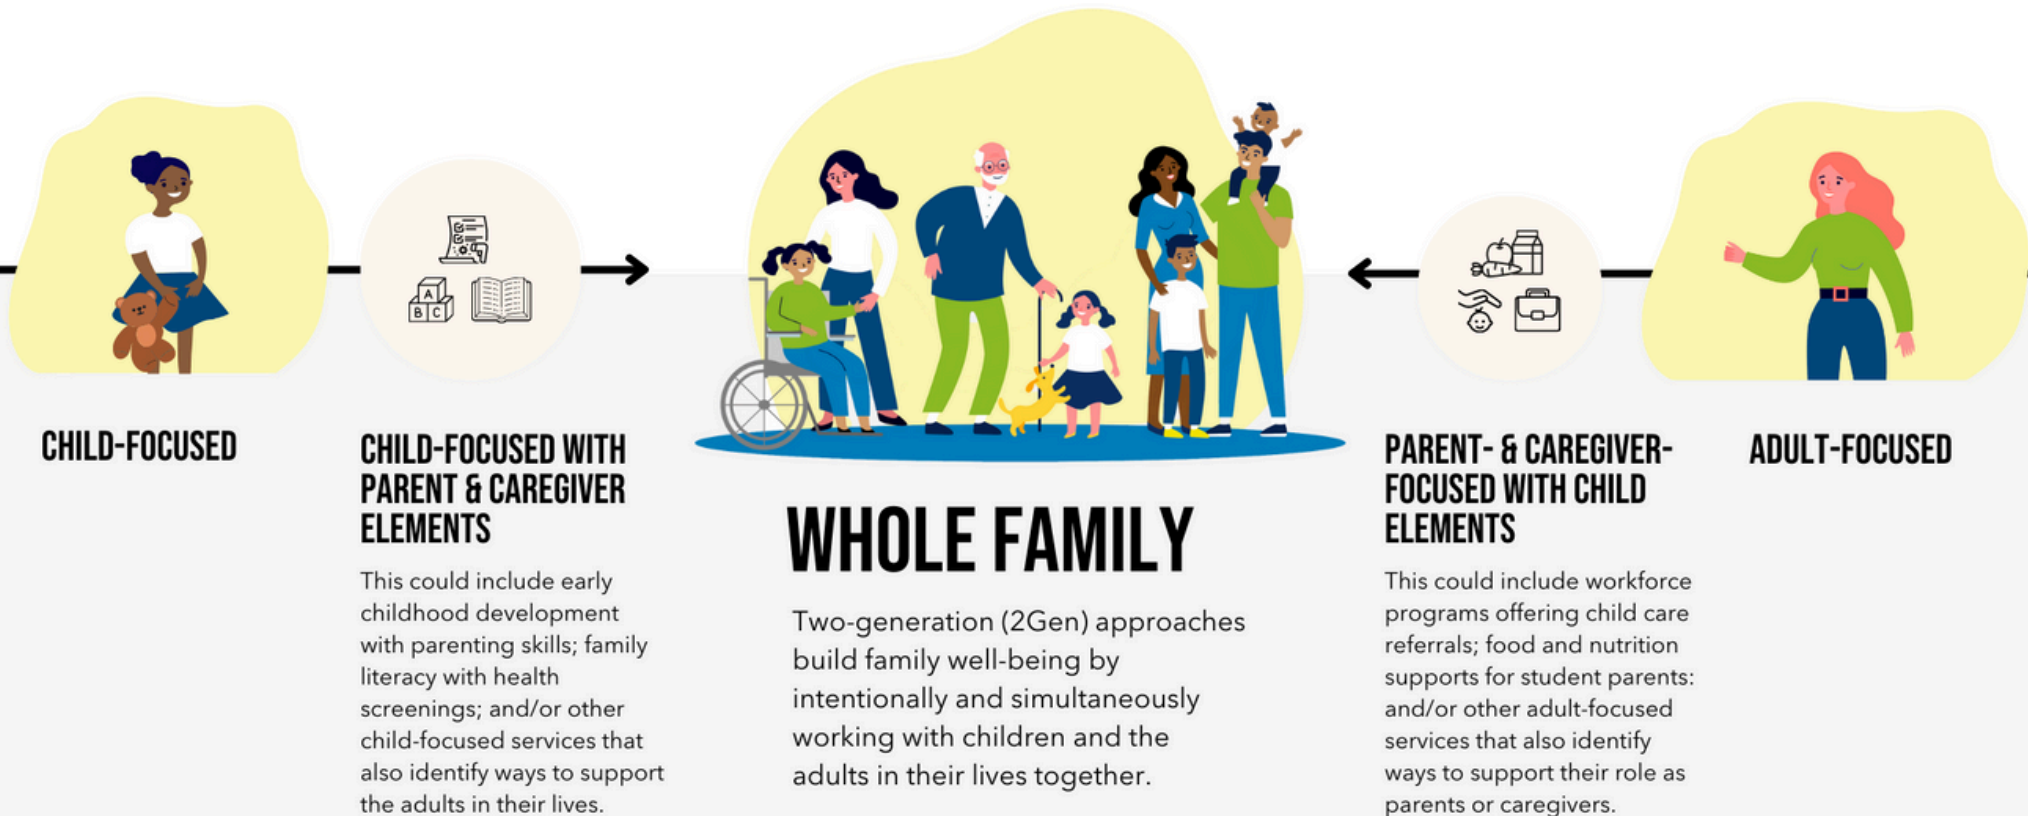 CHILD-FOCUSED
CHILD-FOCUSED WITH
PARENT & CAREGIVER
ELEMENTS
This could include early
childhood development
with parenting skills; family
literacy with health
screenings; and/or other
child-focused services that
also identify ways to support
the adults in their lives.
A
B C
WHOLE FAMILY
Two-generation (2Gen) approaches
build family well-being by
intentionally and simultaneously
working with children and the
adults in their lives together.
PARENT- & CAREGIVER-
FOCUSED WITH CHILD
ELEMENTS
This could include workforce
programs offering child care
referrals; food and nutrition
supports for student parents:
and/or other adult-focused
services that also identify
ways to support their role as
parents or caregivers.
ADULT-FOCUSED